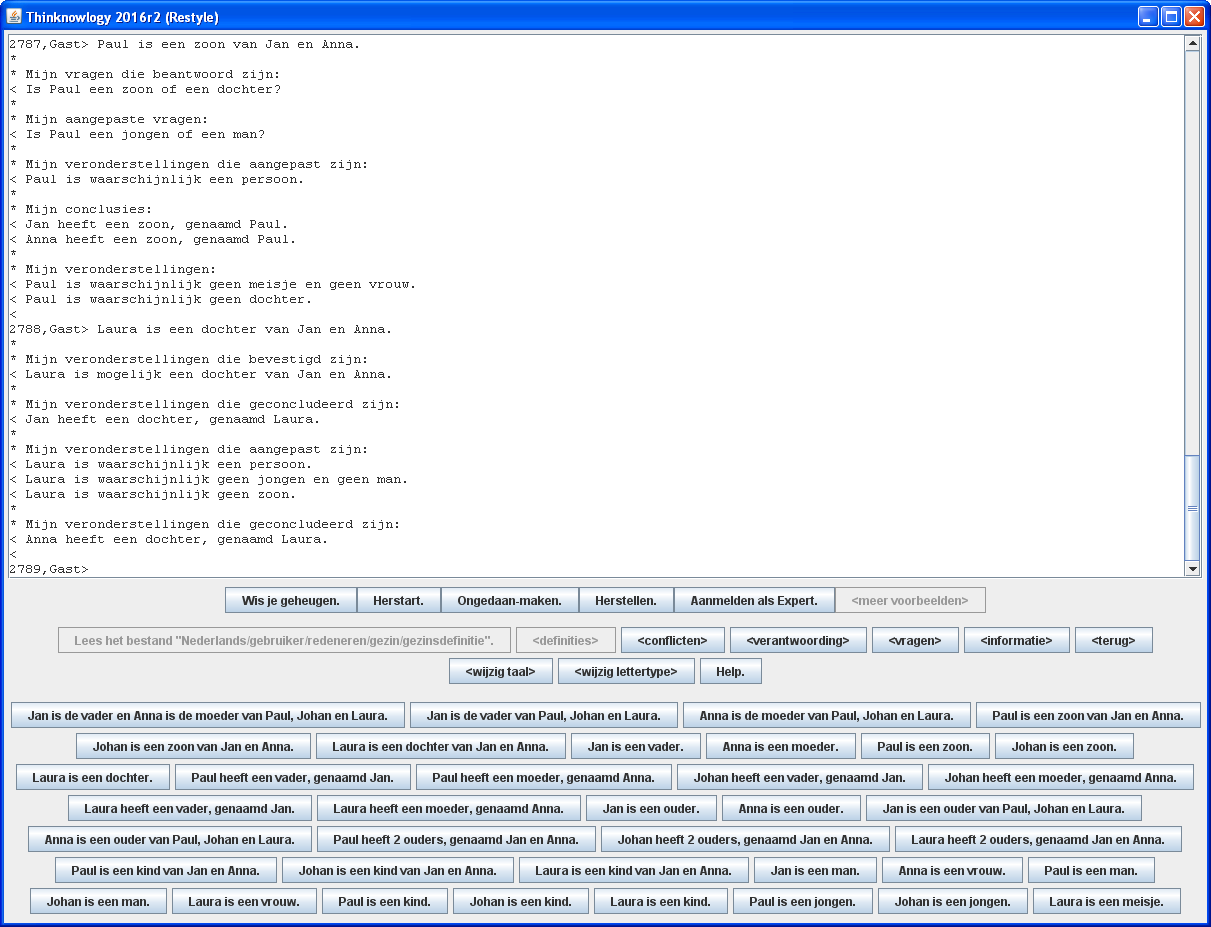 Thinknowlogy 2016r2 (Restyle)
2787,Gast> Paul is een zoon van Jan en Anna.
*
* Mijn vragen die beantwoord zijn:
< Is Paul een zoon of een dochter?
*
* Mijn aangepaste vragen:
< Is Paul een jongen of een man?
*
* Mijn veronderstellingen die aangepast zijn:
< Paul is waarschijnlijk een persoon.
*
* Mijn conclusies:
< Jan heeft een zoon, genaamd Paul.
< Anna heeft een zoon, genaamd Paul.
*
* Mijn veronderstellingen:
< Paul is waarschijnlijk geen meisje en geen vrouw.
< Paul is waarschijnlijk geen dochter.
<
2788,Gast> Laura is een dochter van Jan en Anna.
*
* Mijn veronderstellingen die bevestigd zijn:
< Laura is mogelijk een dochter van Jan en Anna.
*
* Mijn veronderstellingen die geconcludeerd zijn:
< Jan heeft een dochter, genaamd Laura.
*
* Mijn veronderstellingen die aangepast zijn:
< Laura is waarschijnlijk een persoon.
< Laura is waarschijnlijk geen jongen en geen man.
< Laura is waarschijnlijk geen zoon.
*
* Mijn veronderstellingen die geconcludeerd zijn:
< Anna heeft een dochter, genaamd Laura.
<
2789,Gast>
Wis je geheugen. Herstart. Ongedaan-maken. Herstellen. Aanmelden als Expert. <meer voorbeelden>
Lees het bestand "Nederlands/gebruiker/redeneren/gezin/gezinsdefinitie". <definities> <conflicten> <verantwoording> <vragen> <informatie> <terug>
<wijzig taal> <wijzig lettertype> Help.
Jan is de vader en Anna is de moeder van Paul, Johan en Laura. Jan is de vader van Paul, Johan en Laura. Anna is de moeder van Paul, Johan en Laura. Paul is een zoon van Jan en Anna.
Johan is een zoon van Jan en Anna. Laura is een dochter van Jan en Anna. Jan is een vader. Anna is een moeder. Paul is een zoon. Johan is een zoon.
Laura is een dochter. Paul heeft een vader, genaamd Jan. Paul heeft een moeder, genaamd Anna. Johan heeft een vader, genaamd Jan. Johan heeft een moeder, genaamd Anna.
Laura heeft een vader, genaamd Jan. Laura heeft een moeder, genaamd Anna. Jan is een ouder. Anna is een ouder. Jan is een ouder van Paul, Johan en Laura.
Anna is een ouder van Paul, Johan en Laura. Paul heeft 2 ouders, genaamd Jan en Anna. Johan heeft 2 ouders, genaamd Jan en Anna. Laura heeft 2 ouders, genaamd Jan en Anna.
Paul is een kind van Jan en Anna. Johan is een kind van Jan en Anna. Laura is een kind van Jan en Anna. Jan is een man. Anna is een vrouw. Paul is een man.
Johan is een man. Laura is een vrouw. Paul is een kind. Johan is een kind. Laura is een kind. Paul is een jongen. Johan is een jongen. Laura is een meisje.